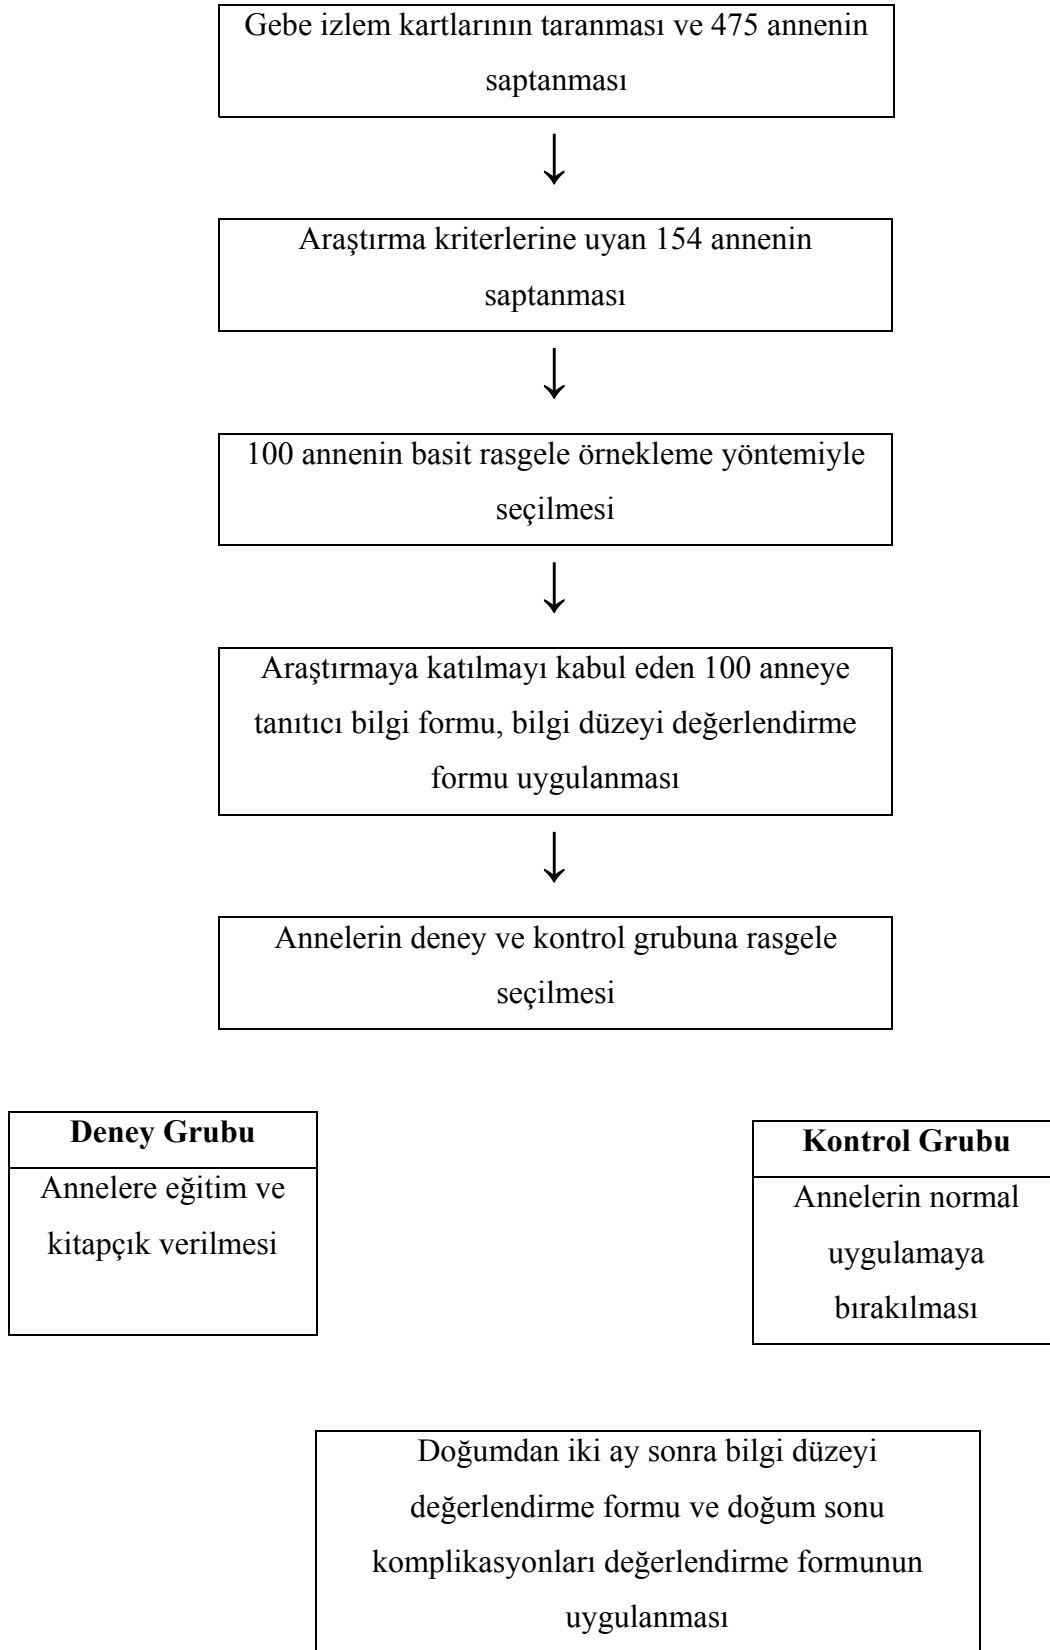 Gebe izlem kartlarının taranması ve 475 annenin
saptanması
↓
Araştırma kriterlerine uyan 154 annenin
saptanması
↓
100 annenin basit rasgele örnekleme yöntemiyle
seçilmesi
↓
Araştırmaya katılmayı kabul eden 100 anneye
tanıtıcı bilgi formu, bilgi düzeyi değerlendirme
formu uygulanması
↓
Annelerin deney ve kontrol grubuna rasgele
seçilmesi
Deney Grubu
Annelere eğitim ve
kitapçık verilmesi
Kontrol Grubu
Annelerin normal
uygulamaya
bırakılması
Doğumdan iki ay sonra bilgi düzeyi
değerlendirme formu ve doğum sonu
komplikasyonları değerlendirme formunun
uygulanması